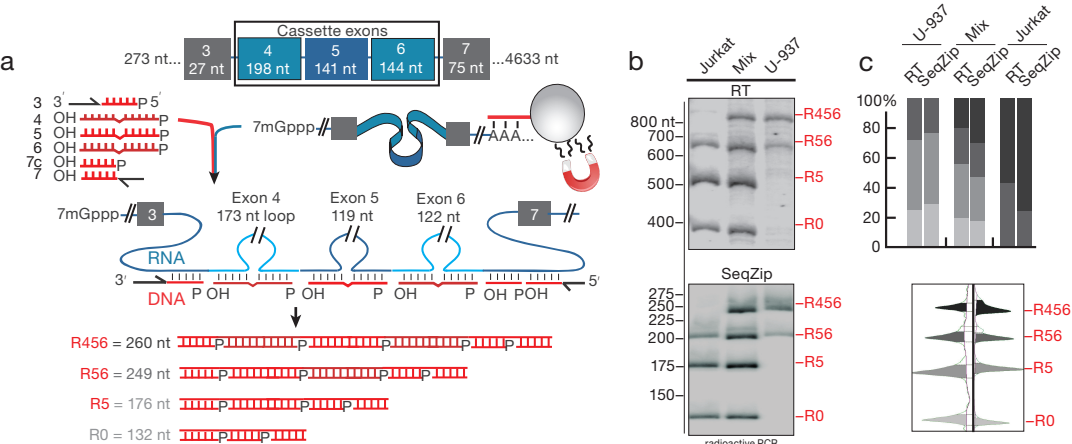 a
Cassette exons
273 nt...
3
27 nt
4
198 nt
5
141 nt
6
144 nt
7
75 nt
...4633 nt
3 3' P 5'
4 OH P
5 OH P
6 OH P
7c OH P
7 OH
7mGppp
AAA...
7mGppp
3
Exon 4
173 nt loop
Exon 5
119 nt
Exon 6
122 nt
7
RNA
3' 5'
DNA
P OH P OH P OH P OH P OH
R456 = 260 nt
P P P P P
R56 = 249 nt
P P P P
R5 = 176 nt
P P P
R0 = 132 nt
P P
b
Jurkat
Mix
U-937
RT
800 nt
700
600
500
400
R456
R56
R5
R0
SeqZip
275
250
225
200
175
150
R456
R56
R5
R0
radioactive PCR
c
U-937
Mix
Jurkat
RT
SeqZip
RT
SeqZip
RT
SeqZip
100%
80
60
40
20
0
R456
R56
R5
R0